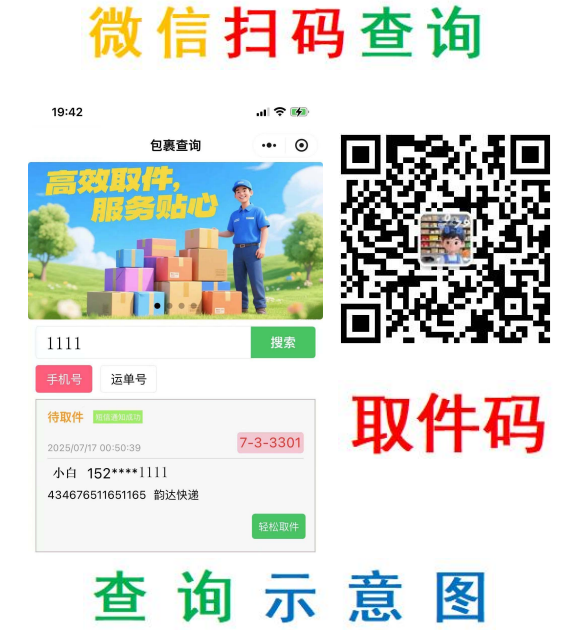 微信扫码查询
19:42
包裹查询
高效取件,
服务贴心
1111
搜索
手机号
运单号
待取件 短信通知成功
2025/07/17 00:50:39
7-3-3301
小白 152****1111
434676511651165 韵达快递
轻松取件
取件码
查询示意图